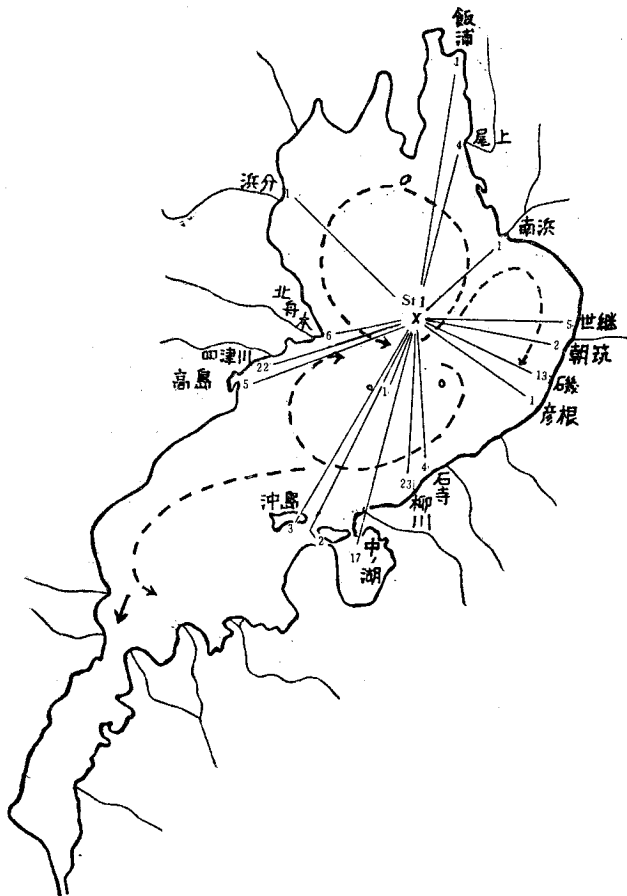 飯浦
1
4 尾上
浜分
1
南浜
1
St 1
X
北舟木
6
世継
5
朝筑
2
四津川
22
高島
5
磯
13
彦根
1
1
石寺
4
柳川
23
沖島
3
2
中ノ湖
17